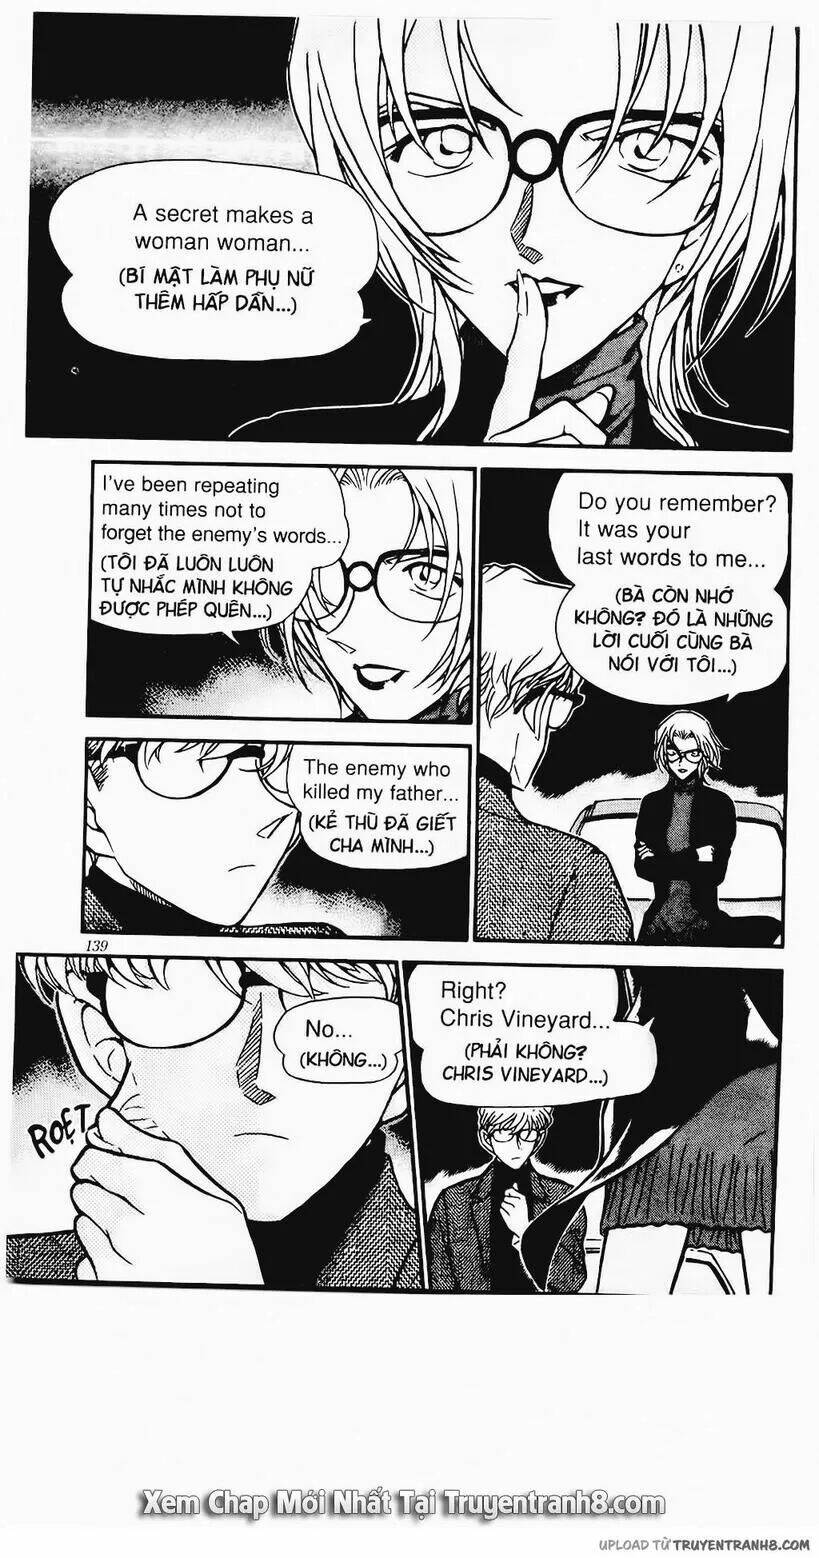 A secret makes a
woman woman...
(BÍ MẬT LÀM PHỤ NỮ
THÊM HẤP DẪN...)
I've been repeating
many times not to
forget the enemy's words...
(TÔI ĐÃ LUÔN LUÔN
TỰ NHẮC MÌNH KHÔNG
ĐƯỢC PHÉP QUÊN...)
Do you remember?
It was your
last words to me...
(BÀ CÒN NHỚ
KHÔNG? ĐÓ LÀ NHỮNG
LỜI CUỐI CÙNG BÀ
NÓI VỚI TÔI...)
The enemy who
killed my father...
(KẺ THÙ ĐÃ GIẾT
CHA MÌNH...)
139
No...
(KHÔNG...)
ROẸT
Right?
Chris Vineyard...
(PHẢI KHÔNG?
CHRIS VINEYARD...)
Xem Chap Mới Nhất Tại Truyentranh8.com
UPLOAD TỪ TRUYENTRANH8.COM